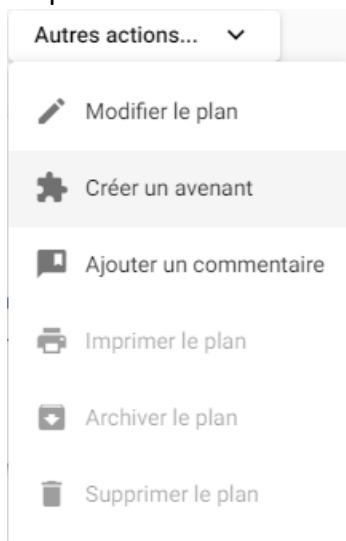 Autres actions...
Modifier le plan
Créer un avenant
Ajouter un commentaire
Imprimer le plan
Archiver le plan
Supprimer le plan